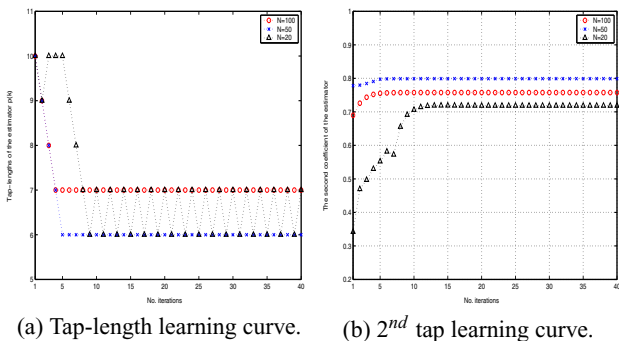 11
10
9
8
7
6
5
1
5
10
15
20
25
30
35
40
Tap-lengths of the estimator p(k)
No. iterations
N=100
N=50
N=20
(a) Tap-length learning curve.
1
0.9
0.8
0.7
0.6
0.5
0.4
0.3
0.2
1
5
10
15
20
25
30
35
40
The second coefficient of the estimator
No. iterations
N=100
N=50
N=20
(b) 2nd tap learning curve.